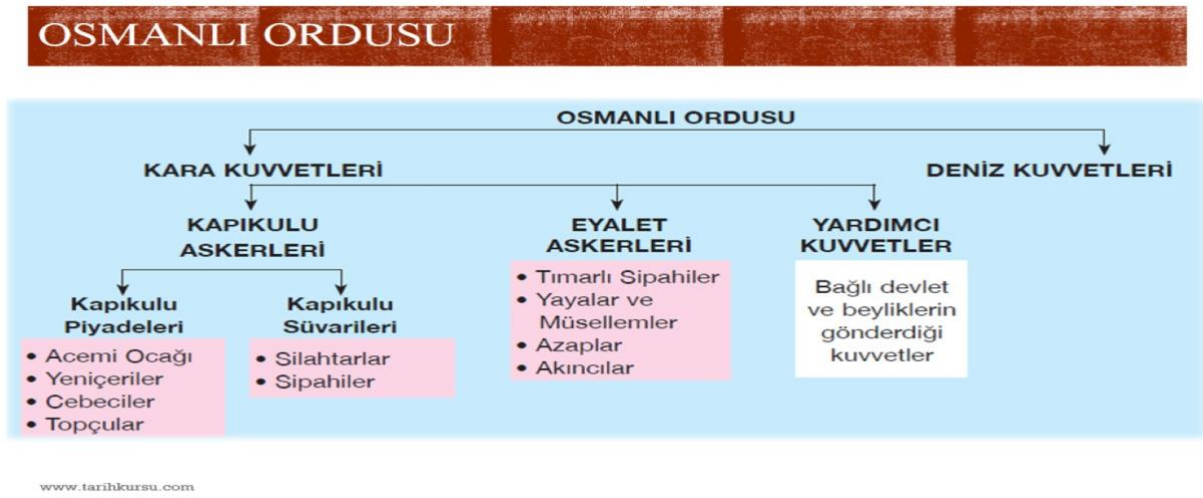 OSMANLI ORDUSU
OSMANLI ORDUSU
KARA KUVVETLERİ
DENİZ KUVVETLERİ
KAPIKULU
ASKERLERİ
EYALET
ASKERLERİ
YARDIMCI
KUVVETLER
Kapıkulu
Piyadeleri
• Acemi Ocağı
• Yeniçeriler
• Cebeciler
• Topçular
Kapıkulu
Süvarileri
• Silahtarlar
• Sipahiler
• Tımarlı Sipahiler
• Yayalar ve
Müsellemler
• Azaplar
• Akıncılar
Bağlı devlet
ve beyliklerin
gönderdiği
kuvvetler
www.tarihkursu.com